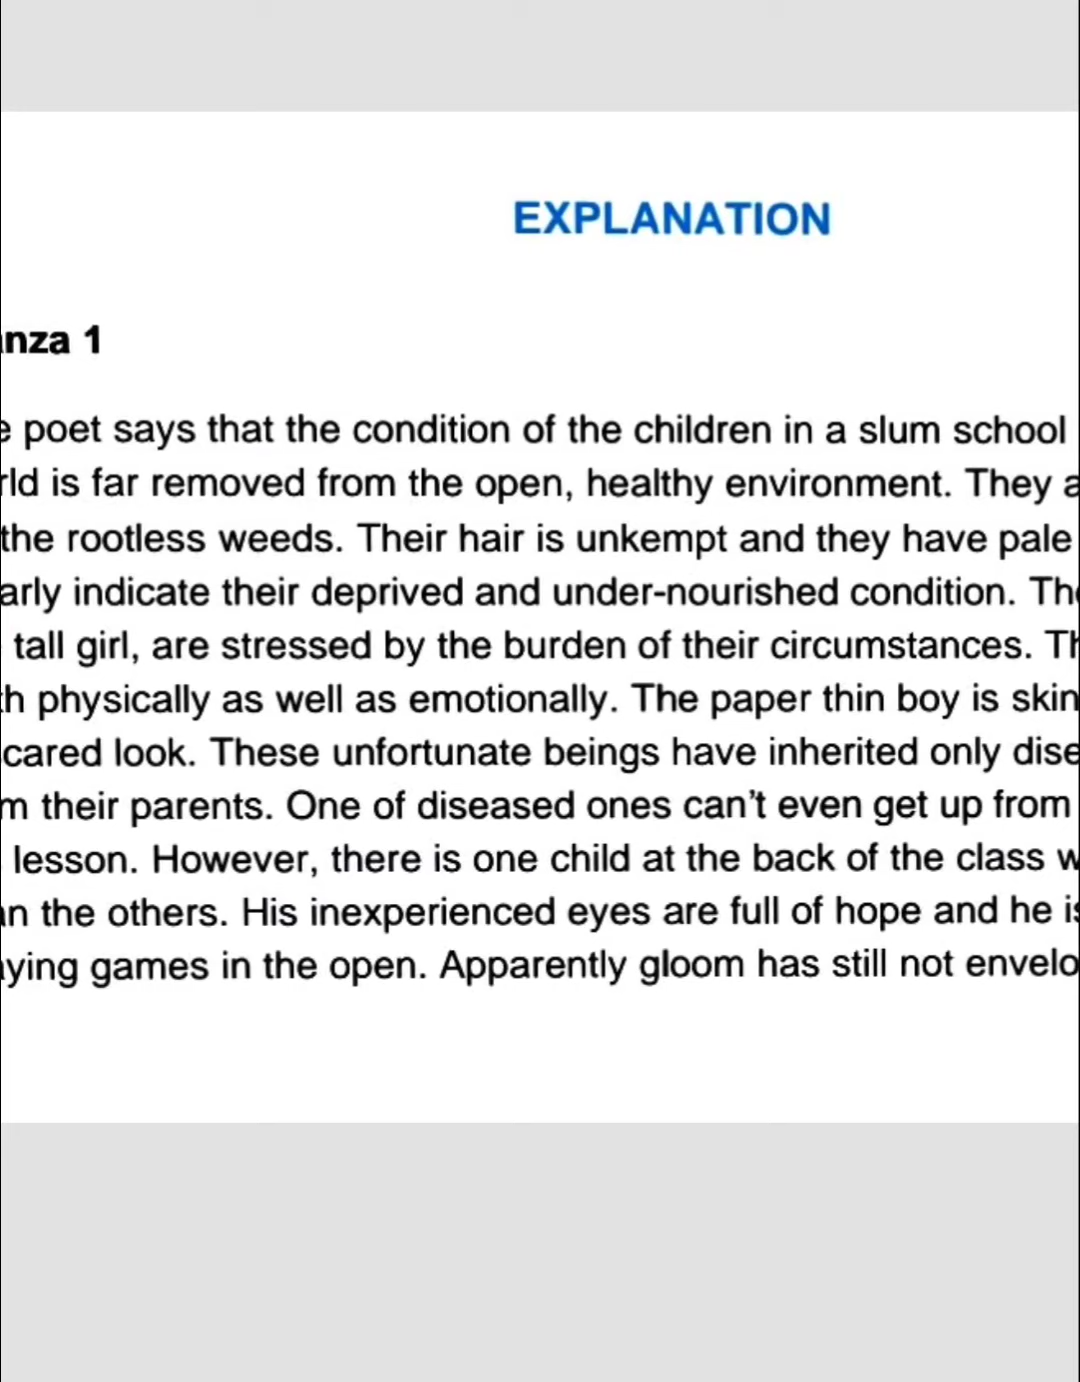 EXPLANATION
nza 1
poet says that the condition of the children in a slum school
rld is far removed from the open, healthy environment. They a
the rootless weeds. Their hair is unkempt and they have pale
arly indicate their deprived and under-nourished condition. The
tall girl, are stressed by the burden of their circumstances. Th
h physically as well as emotionally. The paper thin boy is skin
cared look. These unfortunate beings have inherited only dise
m their parents. One of diseased ones can't even get up from
lesson. However, there is one child at the back of the class w
n the others. His inexperienced eyes are full of hope and he is
ying games in the open. Apparently gloom has still not envelo